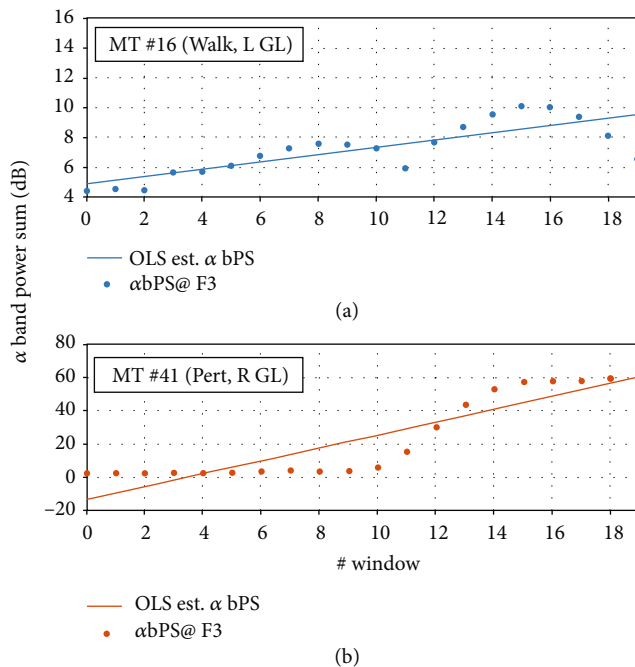 (a)
16
14
12
10
8
6
4
MT #16 (Walk, L GL)
0 2 4 6 8 10 12 14 16 18
OLS est. α bPS
αbPS@ F3
(a)
α band power sum (dB)
80
60
40
20
0
–20
MT #41 (Pert, R GL)
0 2 4 6 8 10 12 14 16 18
# window
OLS est. α bPS
αbPS@ F3
(b)